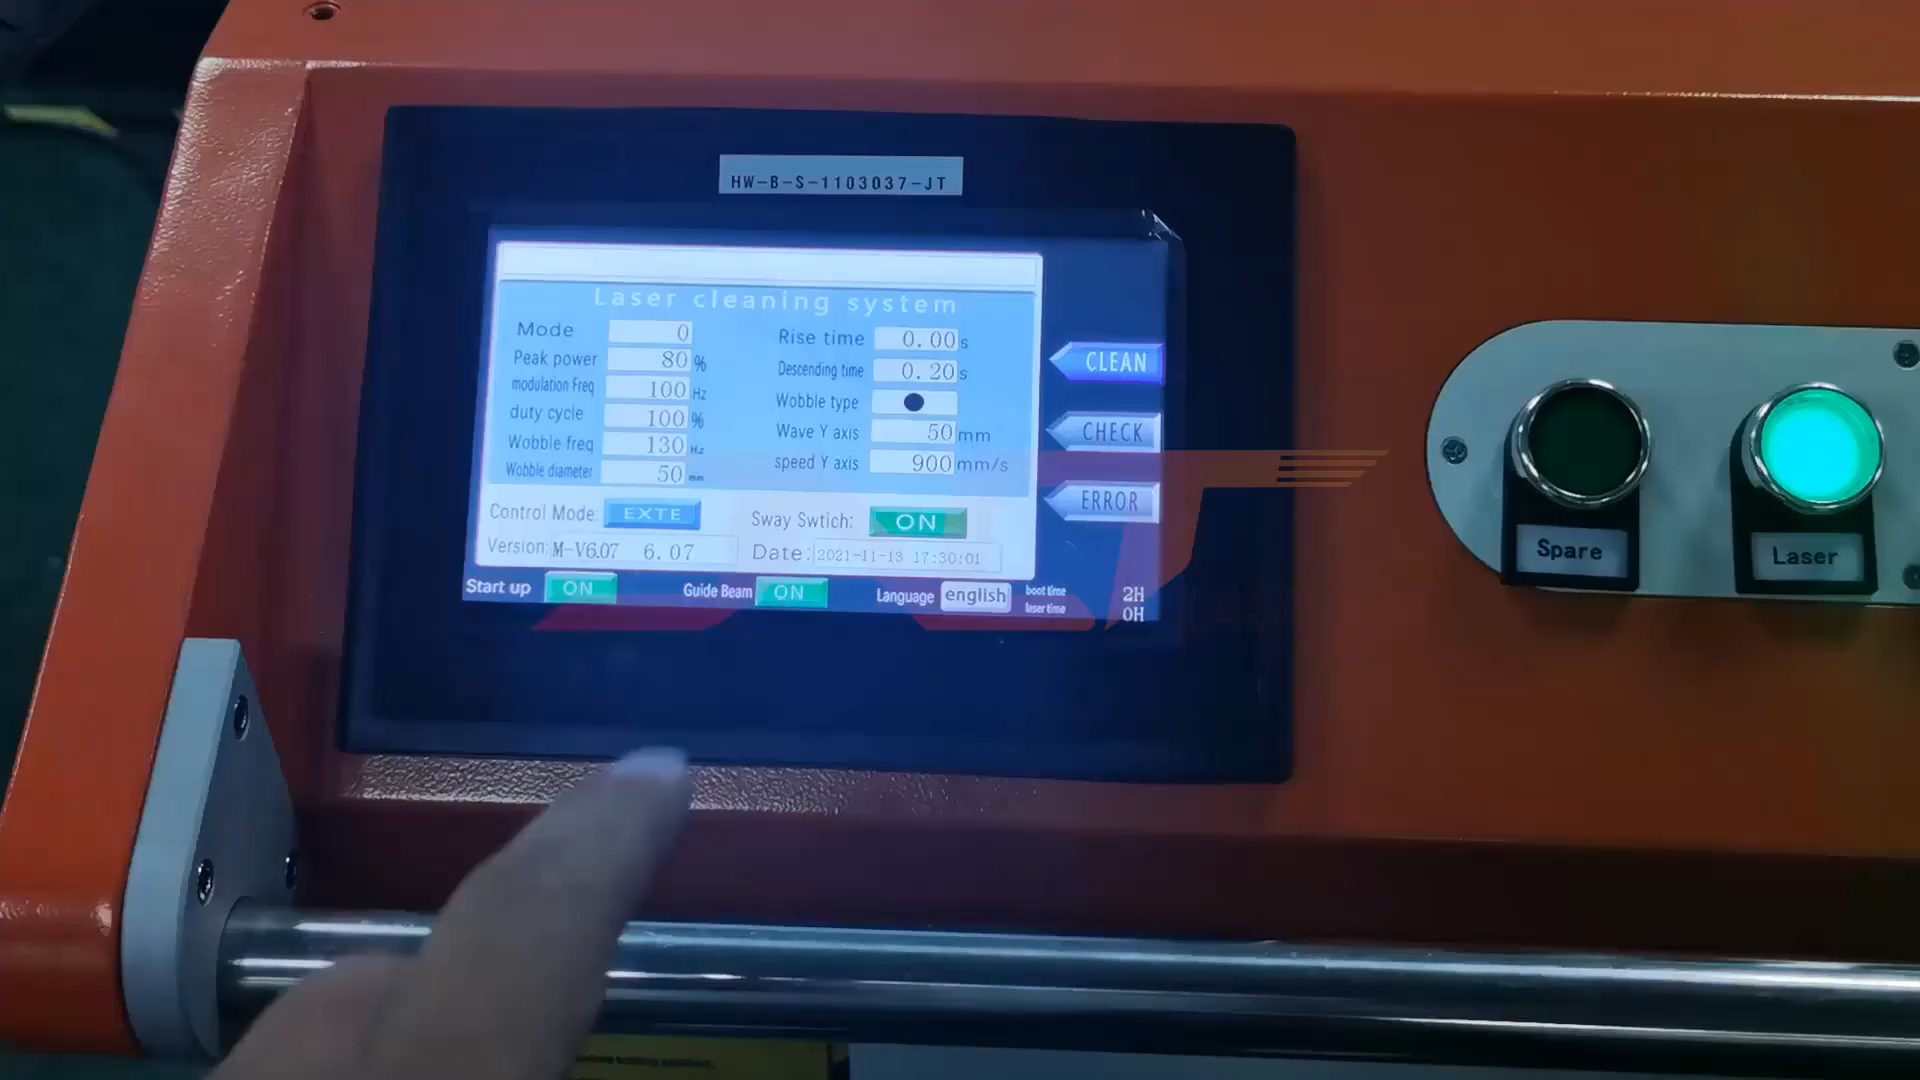 HW-B-S-1103037-JT
Laser cleaning system
Mode 0
Rise time 0.00 s
Peak power 80 %
Descending time 0.20 s
modulation Freq 100 Hz
Wobble type
duty cycle 100 %
Wave Y axis 50 mm
Wobble freq 130 Hz
speed Y axis 900 mm/s
Wobble diameter 50 mm
CLEAN
CHECK
ERROR
Control Mode: EXTE
Sway Swtich: ON
Version: M-V6.07 6.07
Date: 2021-11-13 17:30:01
Start up ON
Guide Beam ON
Language english
boot time 2H
laser time 0H
Spare
Laser